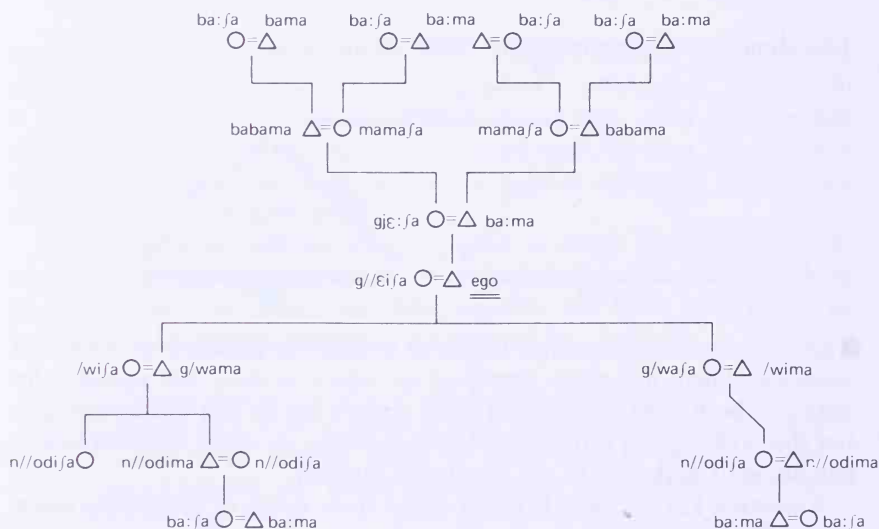 ba:ʃa bama ba:ʃa ba:ma ba:ʃa ba:ʃa ba:ma
babama mamaʃa mamaʃa babama
gjɛ:ʃa ba:ma
g//ɛiʃa ego
/wiʃa g/wama g/waʃa /wima
n//odiʃa n//odima n//odiʃa n//odiʃa n://odima
ba:ʃa ba:ma ba:ma ba:ʃa